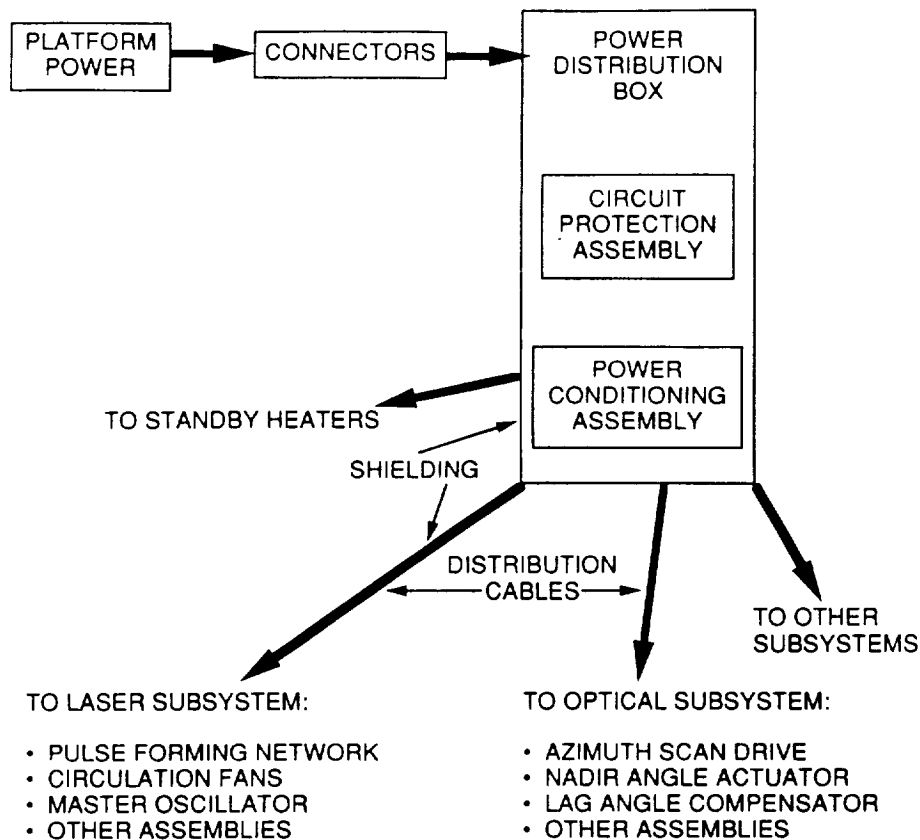 PLATFORM
POWER
CONNECTORS
POWER
DISTRIBUTION
BOX
CIRCUIT
PROTECTION
ASSEMBLY
POWER
CONDITIONING
ASSEMBLY
TO STANDBY HEATERS
SHIELDING
DISTRIBUTION
CABLES
TO OTHER
SUBSYSTEMS
TO LASER SUBSYSTEM:
• PULSE FORMING NETWORK
• CIRCULATION FANS
• MASTER OSCILLATOR
• OTHER ASSEMBLIES
TO OPTICAL SUBSYSTEM:
• AZIMUTH SCAN DRIVE
• NADIR ANGLE ACTUATOR
• LAG ANGLE COMPENSATOR
• OTHER ASSEMBLIES